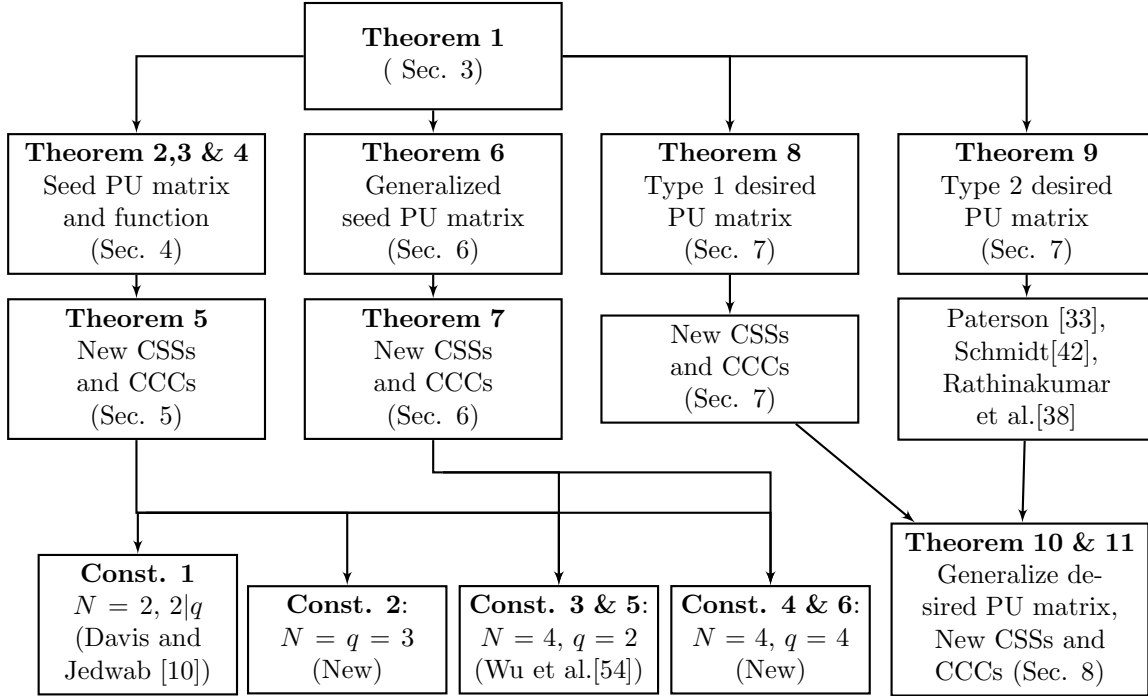 Theorem 1
( Sec. 3)
Theorem 2,3 & 4
Seed PU matrix
and function
(Sec. 4)
Theorem 6
Generalized
seed PU matrix
(Sec. 6)
Theorem 8
Type 1 desired
PU matrix
(Sec. 7)
Theorem 9
Type 2 desired
PU matrix
(Sec. 7)
Theorem 5
New CSSs
and CCCs
(Sec. 5)
Theorem 7
New CSSs
and CCCs
(Sec. 6)
New CSSs
and CCCs
(Sec. 7)
Paterson [33],
Schmidt[42],
Rathinakumar
et al.[38]
Const. 1
N = 2, 2|q
(Davis and
Jedwab [10])
Const. 2:
N = q = 3
(New)
Const. 3 & 5:
N = 4, q = 2
(Wu et al.[54])
Const. 4 & 6:
N = 4, q = 4
(New)
Theorem 10 & 11
Generalize de-
sired PU matrix,
New CSSs and
CCCs (Sec. 8)